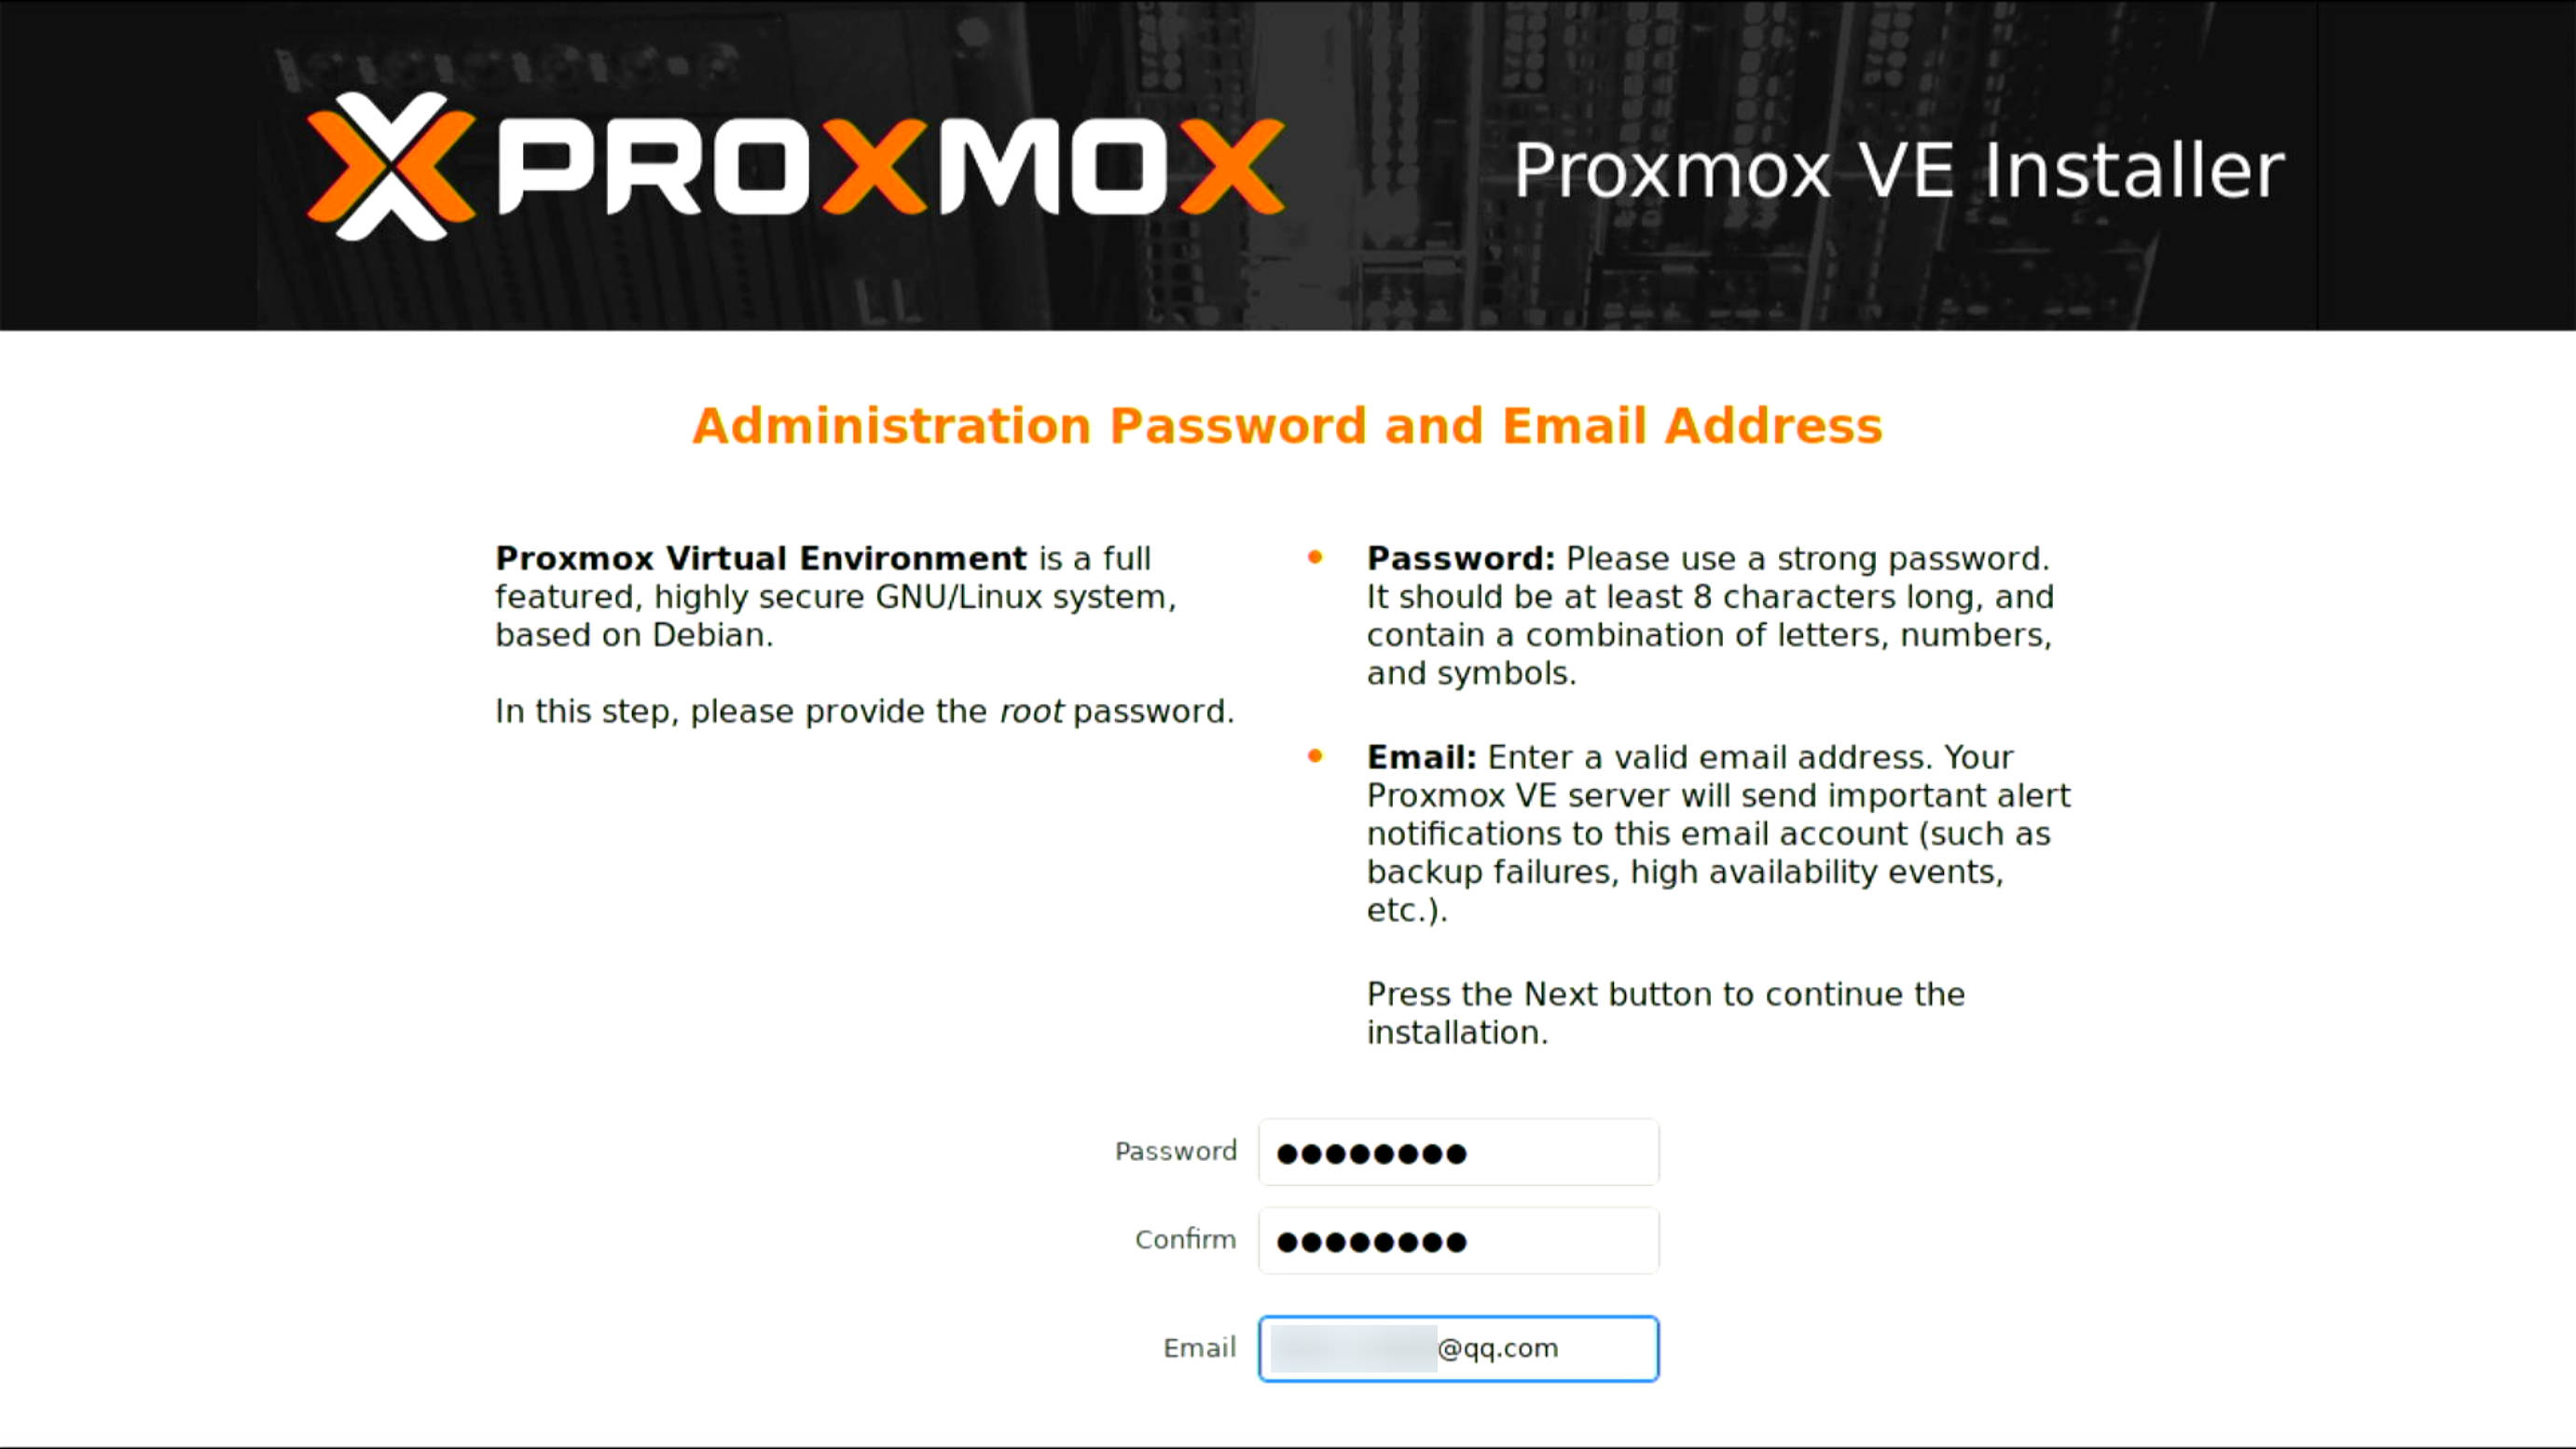 PROXMOX
Proxmox VE Installer
Administration Password and Email Address
Proxmox Virtual Environment is a full
featured, highly secure GNU/Linux system,
based on Debian.
In this step, please provide the root password.
Password: Please use a strong password.
It should be at least 8 characters long, and
contain a combination of letters, numbers,
and symbols.
Email: Enter a valid email address. Your
Proxmox VE server will send important alert
notifications to this email account (such as
backup failures, high availability events,
etc.).
Press the Next button to continue the
installation.
Password ●●●●●●●●
Confirm ●●●●●●●●
Email @qq.com